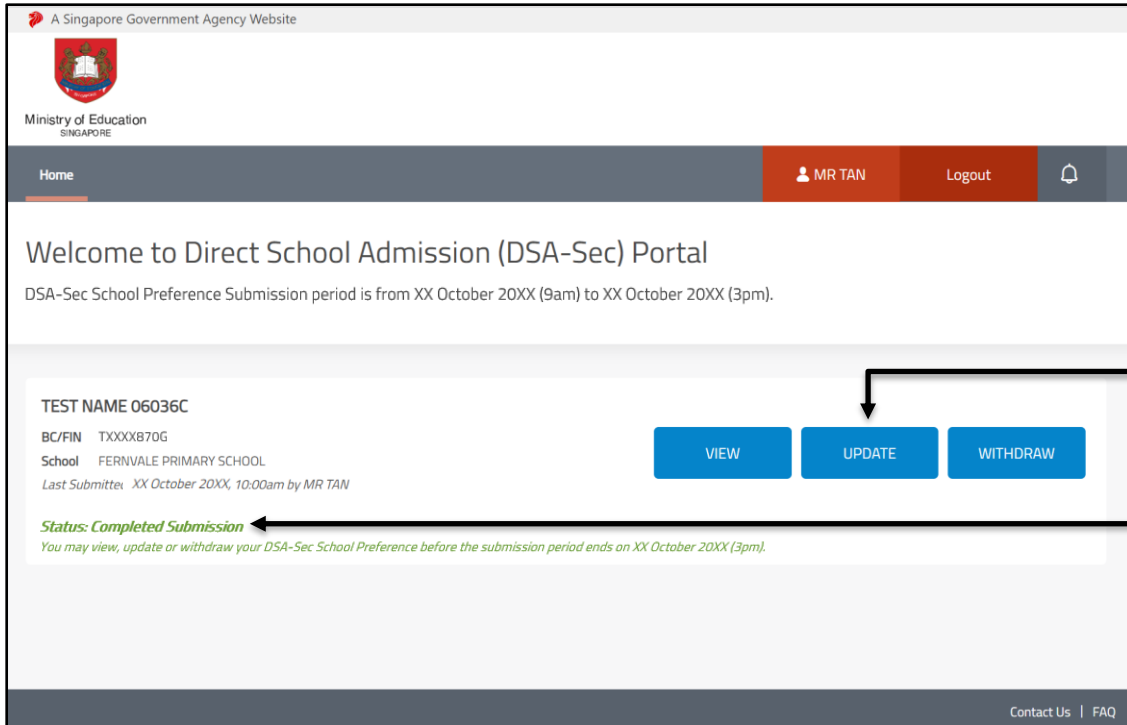 A Singapore Government Agency Website
Ministry of Education
SINGAPORE
Home
MR TAN
Logout
Welcome to Direct School Admission (DSA-Sec) Portal
DSA-Sec School Preference Submission period is from XX October 20XX (9am) to XX October 20XX (3pm).
TEST NAME 06036C
BC/FIN TXXXX870G
School FERNVALE PRIMARY SCHOOL
Last Submitted XX October 20XX, 10:00am by MR TAN
VIEW
UPDATE
WITHDRAW
Status: Completed Submission
You may view, update or withdraw your DSA-Sec School Preference before the submission period ends on XX October 20XX (3pm).
Contact Us | FAQ